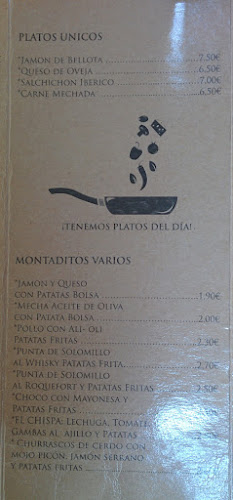 PLATOS UNICOS
*JAMON DE BELLOTA 7,50€
*QUESO DE OVEJA 6,50€
*SALCHICHON IBERICO 7,00€
*CARNE MECHADA 6,50€
¡TENEMOS PLATOS DEL DÍA!
MONTADITOS VARIOS
*JAMON Y QUESO
CON PATATAS BOLSA 1,90€
*MECHA ACEITE DE OLIVA
CON PATATA BOLSA 2,00€
*POLLO CON ALI- OLI
PATATAS FRITAS 2,30€
*PUNTA DE SOLOMILLO
AL WHISKY PATATAS FRITA 2,70€
*PUNTA DE SOLOMILLO
AL ROQUEFORT Y PATATAS FRITAS
*CHOCO CON MAYONESA Y
PATATAS FRITAS
*EL CHISPA: LECHUGA, TOMATE,
GAMBAS AL AJILLO Y PATATAS
*CHURRASCOS DE CERDO CON
MOJO PICON, JAMÓN SERRANO
Y PATATAS FRITAS